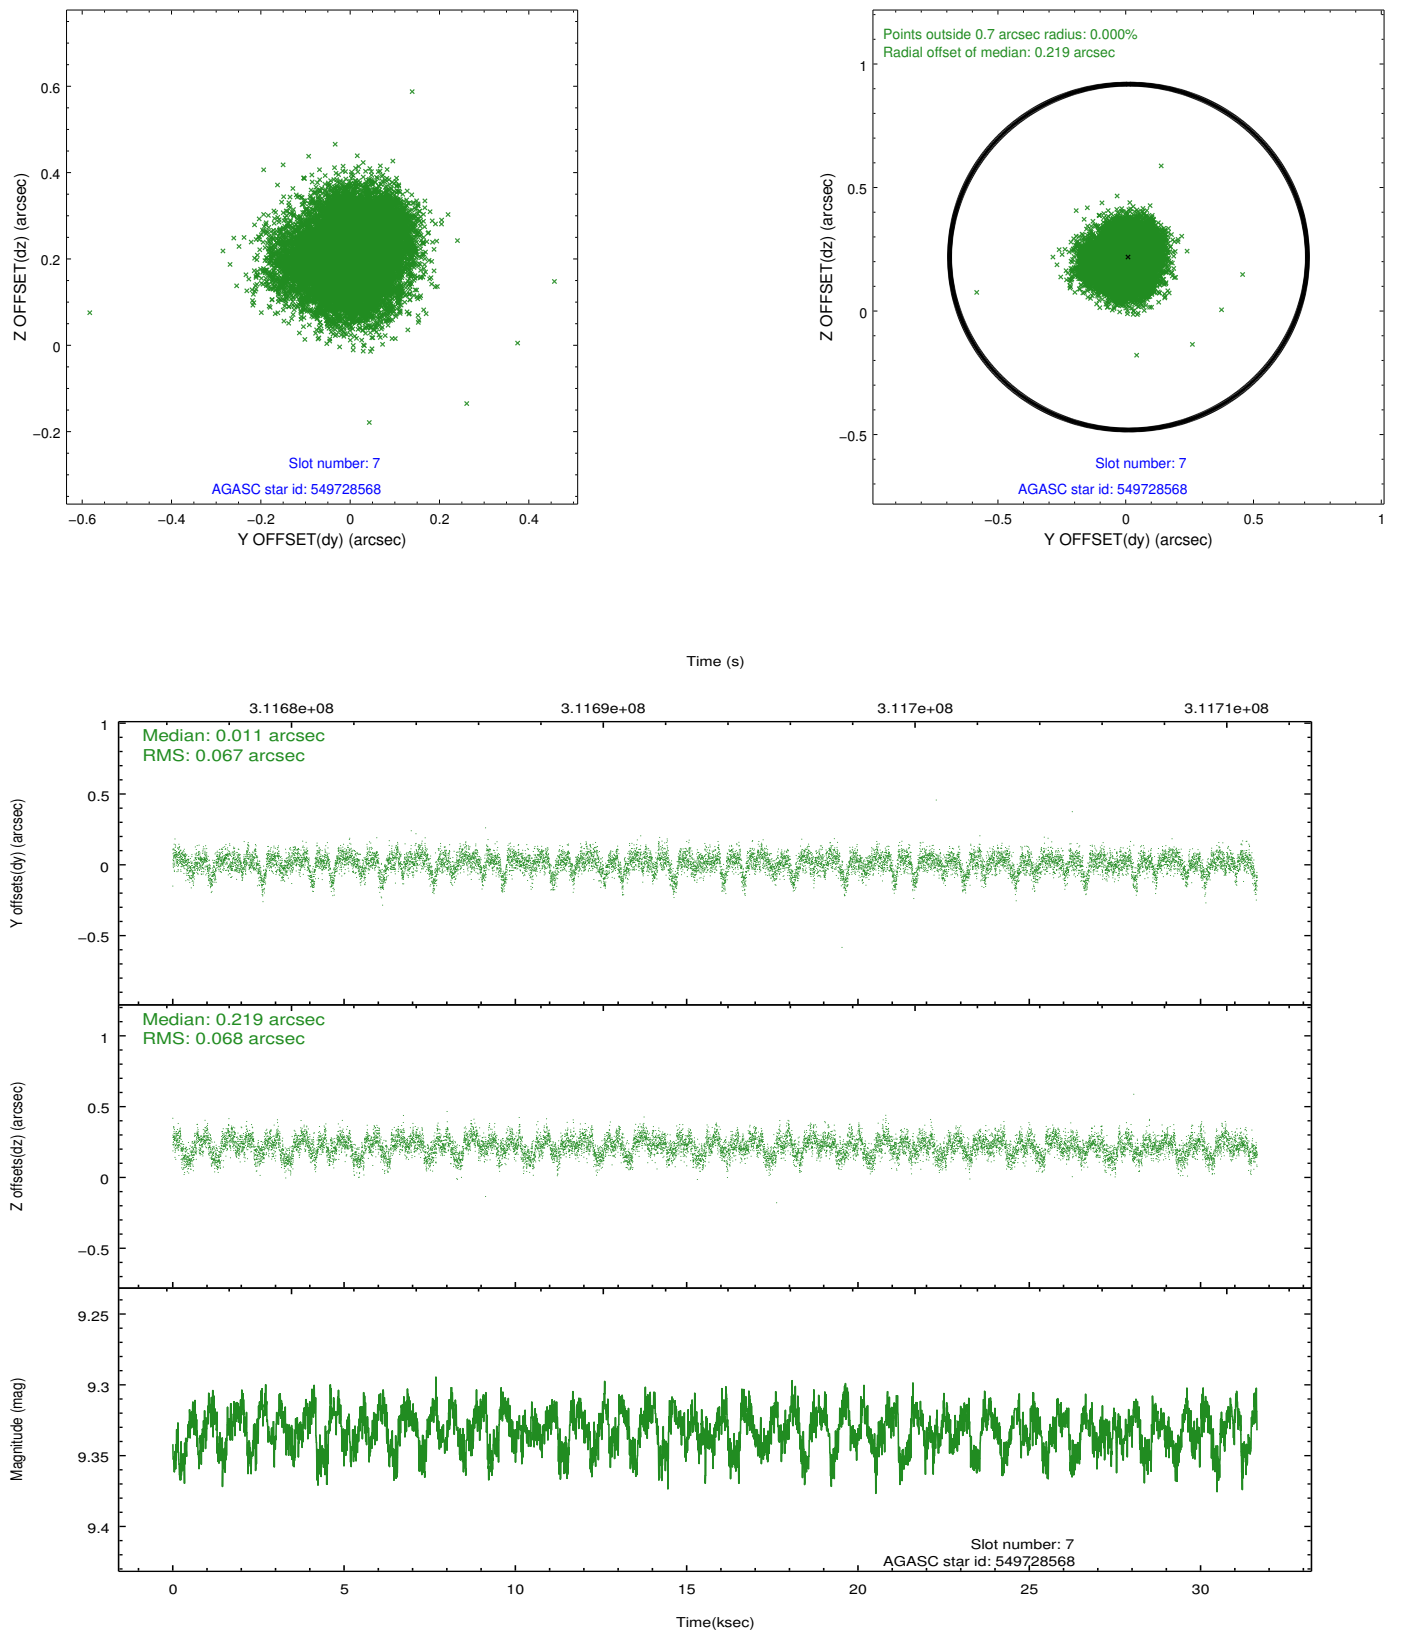 0.6
0.4
0.2
0
−0.2
Z OFFSET(dz) (arcsec)
Slot number: 7
AGASC star id: 549728568
−0.6 −0.4 −0.2 0 0.2 0.4
Y OFFSET(dy) (arcsec)
Points outside 0.7 arcsec radius: 0.000%
Radial offset of median: 0.219 arcsec
1
0.5
0
−0.5
Z OFFSET(dz) (arcsec)
Slot number: 7
AGASC star id: 549728568
−0.5 0 0.5 1
Y OFFSET(dy) (arcsec)
Time (s)
3.1168e+08 3.1169e+08 3.117e+08 3.1171e+08
Median: 0.011 arcsec
RMS: 0.067 arcsec
1
0.5
0
−0.5
Y offsets(dy) (arcsec)
Median: 0.219 arcsec
RMS: 0.068 arcsec
1
0.5
0
−0.5
Z offsets(dz) (arcsec)
9.25
9.3
9.35
9.4
Magnitude (mag)
Slot number: 7
AGASC star id: 549728568
0 5 10 15 20 25 30
Time(ksec)